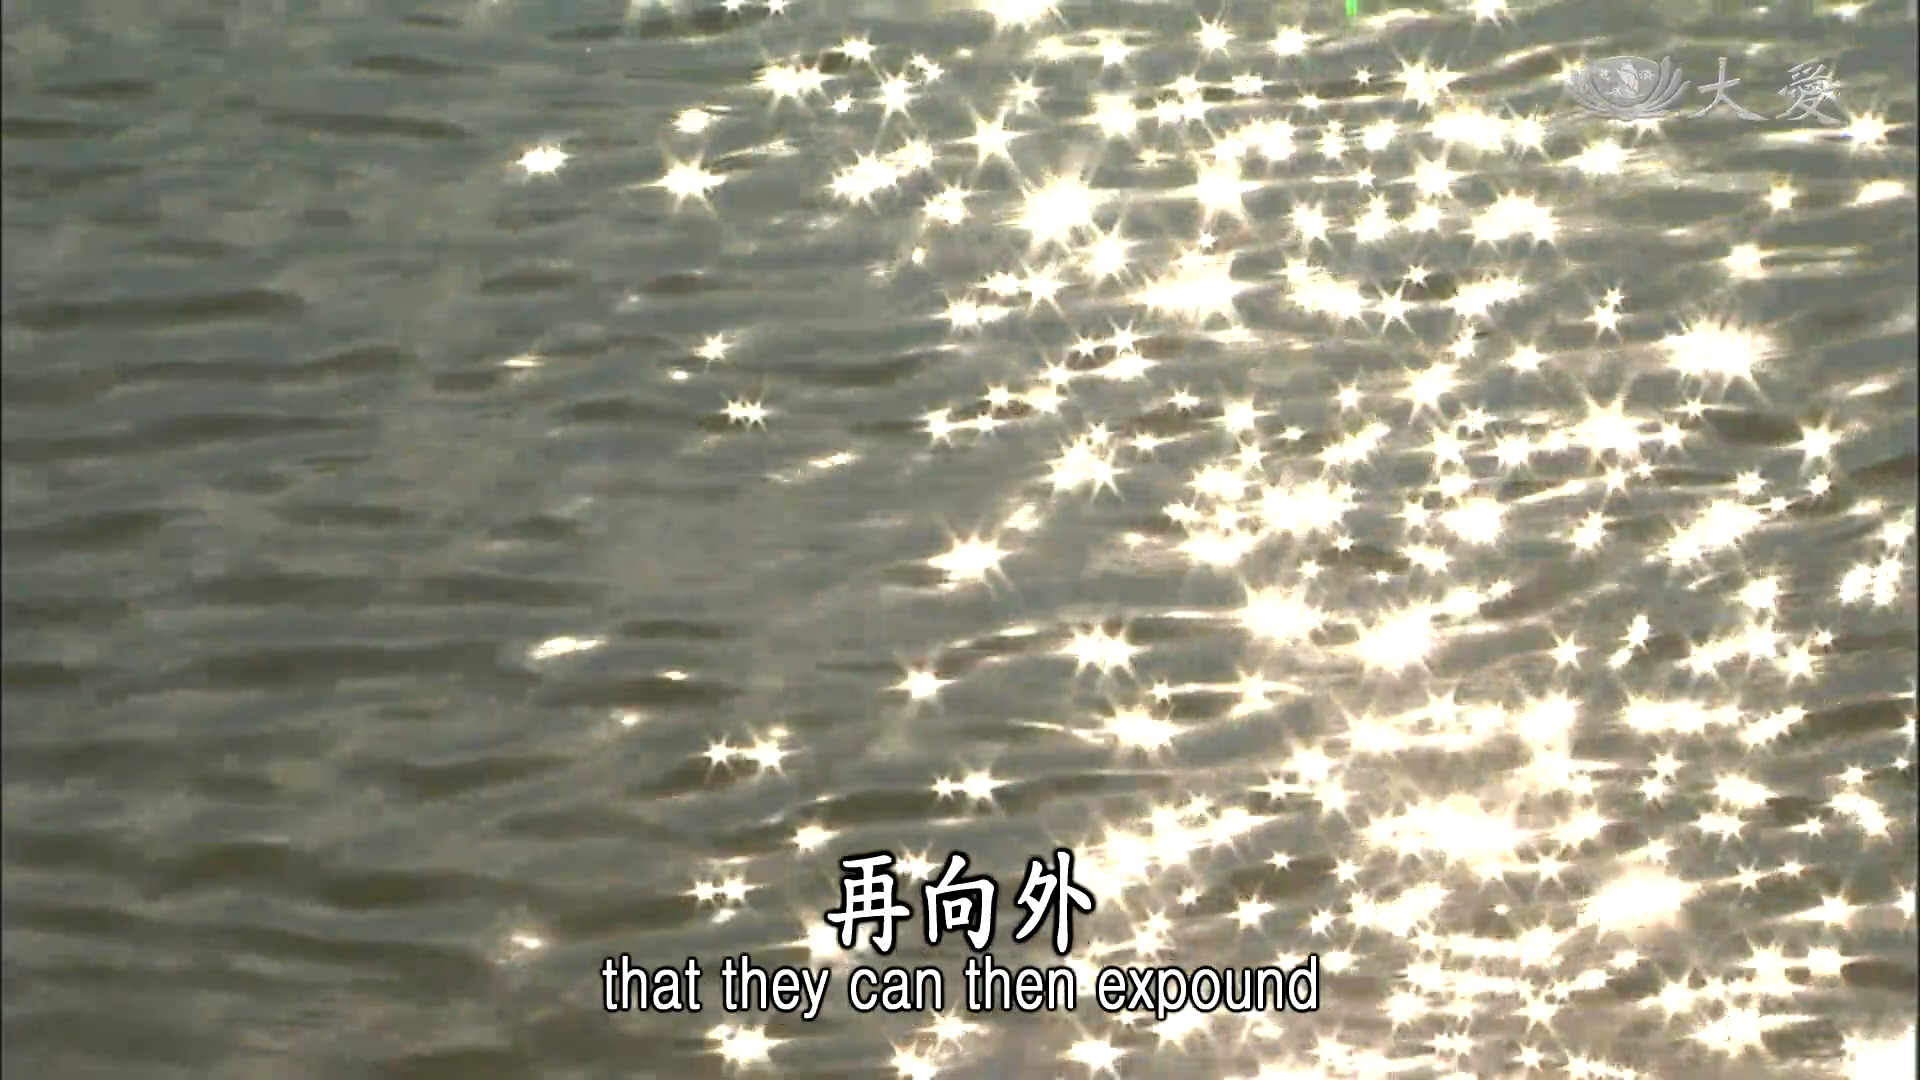 大愛
再向外
that they can then expound